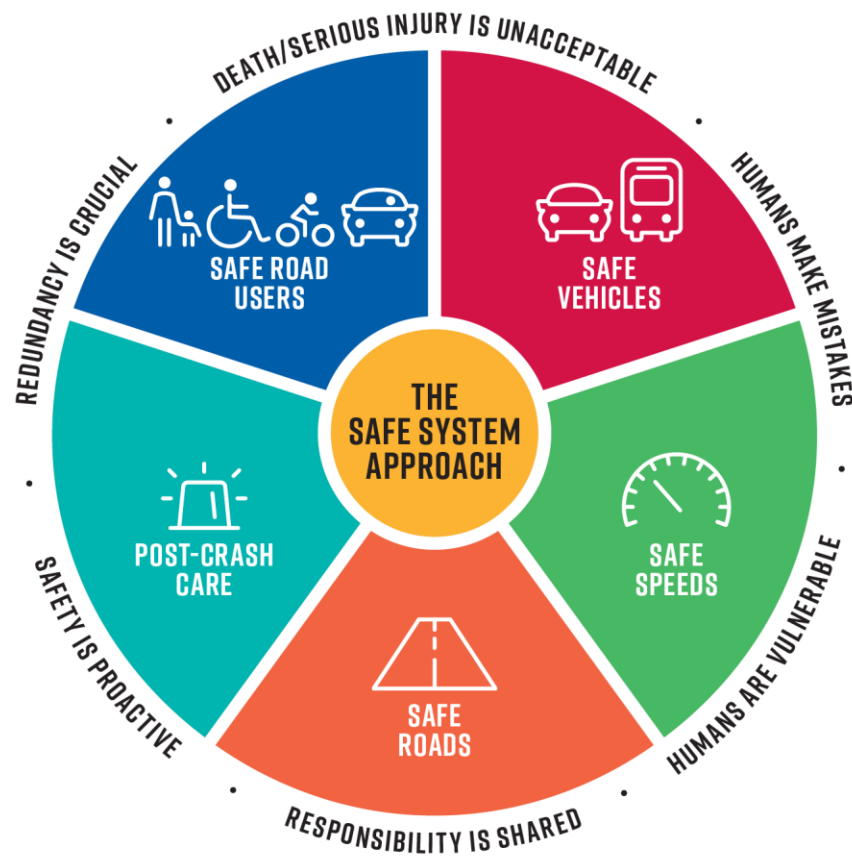 DEATH/SERIOUS INJURY IS UNACCEPTABLE
HUMANS MAKE MISTAKES
HUMANS ARE VULNERABLE
RESPONSIBILITY IS SHARED
SAFETY IS PROACTIVE
REDUNDANCY IS CRUCIAL
SAFE ROAD
USERS
SAFE
VEHICLES
THE
SAFE SYSTEM
APPROACH
POST-CRASH
CARE
SAFE
SPEEDS
SAFE
ROADS